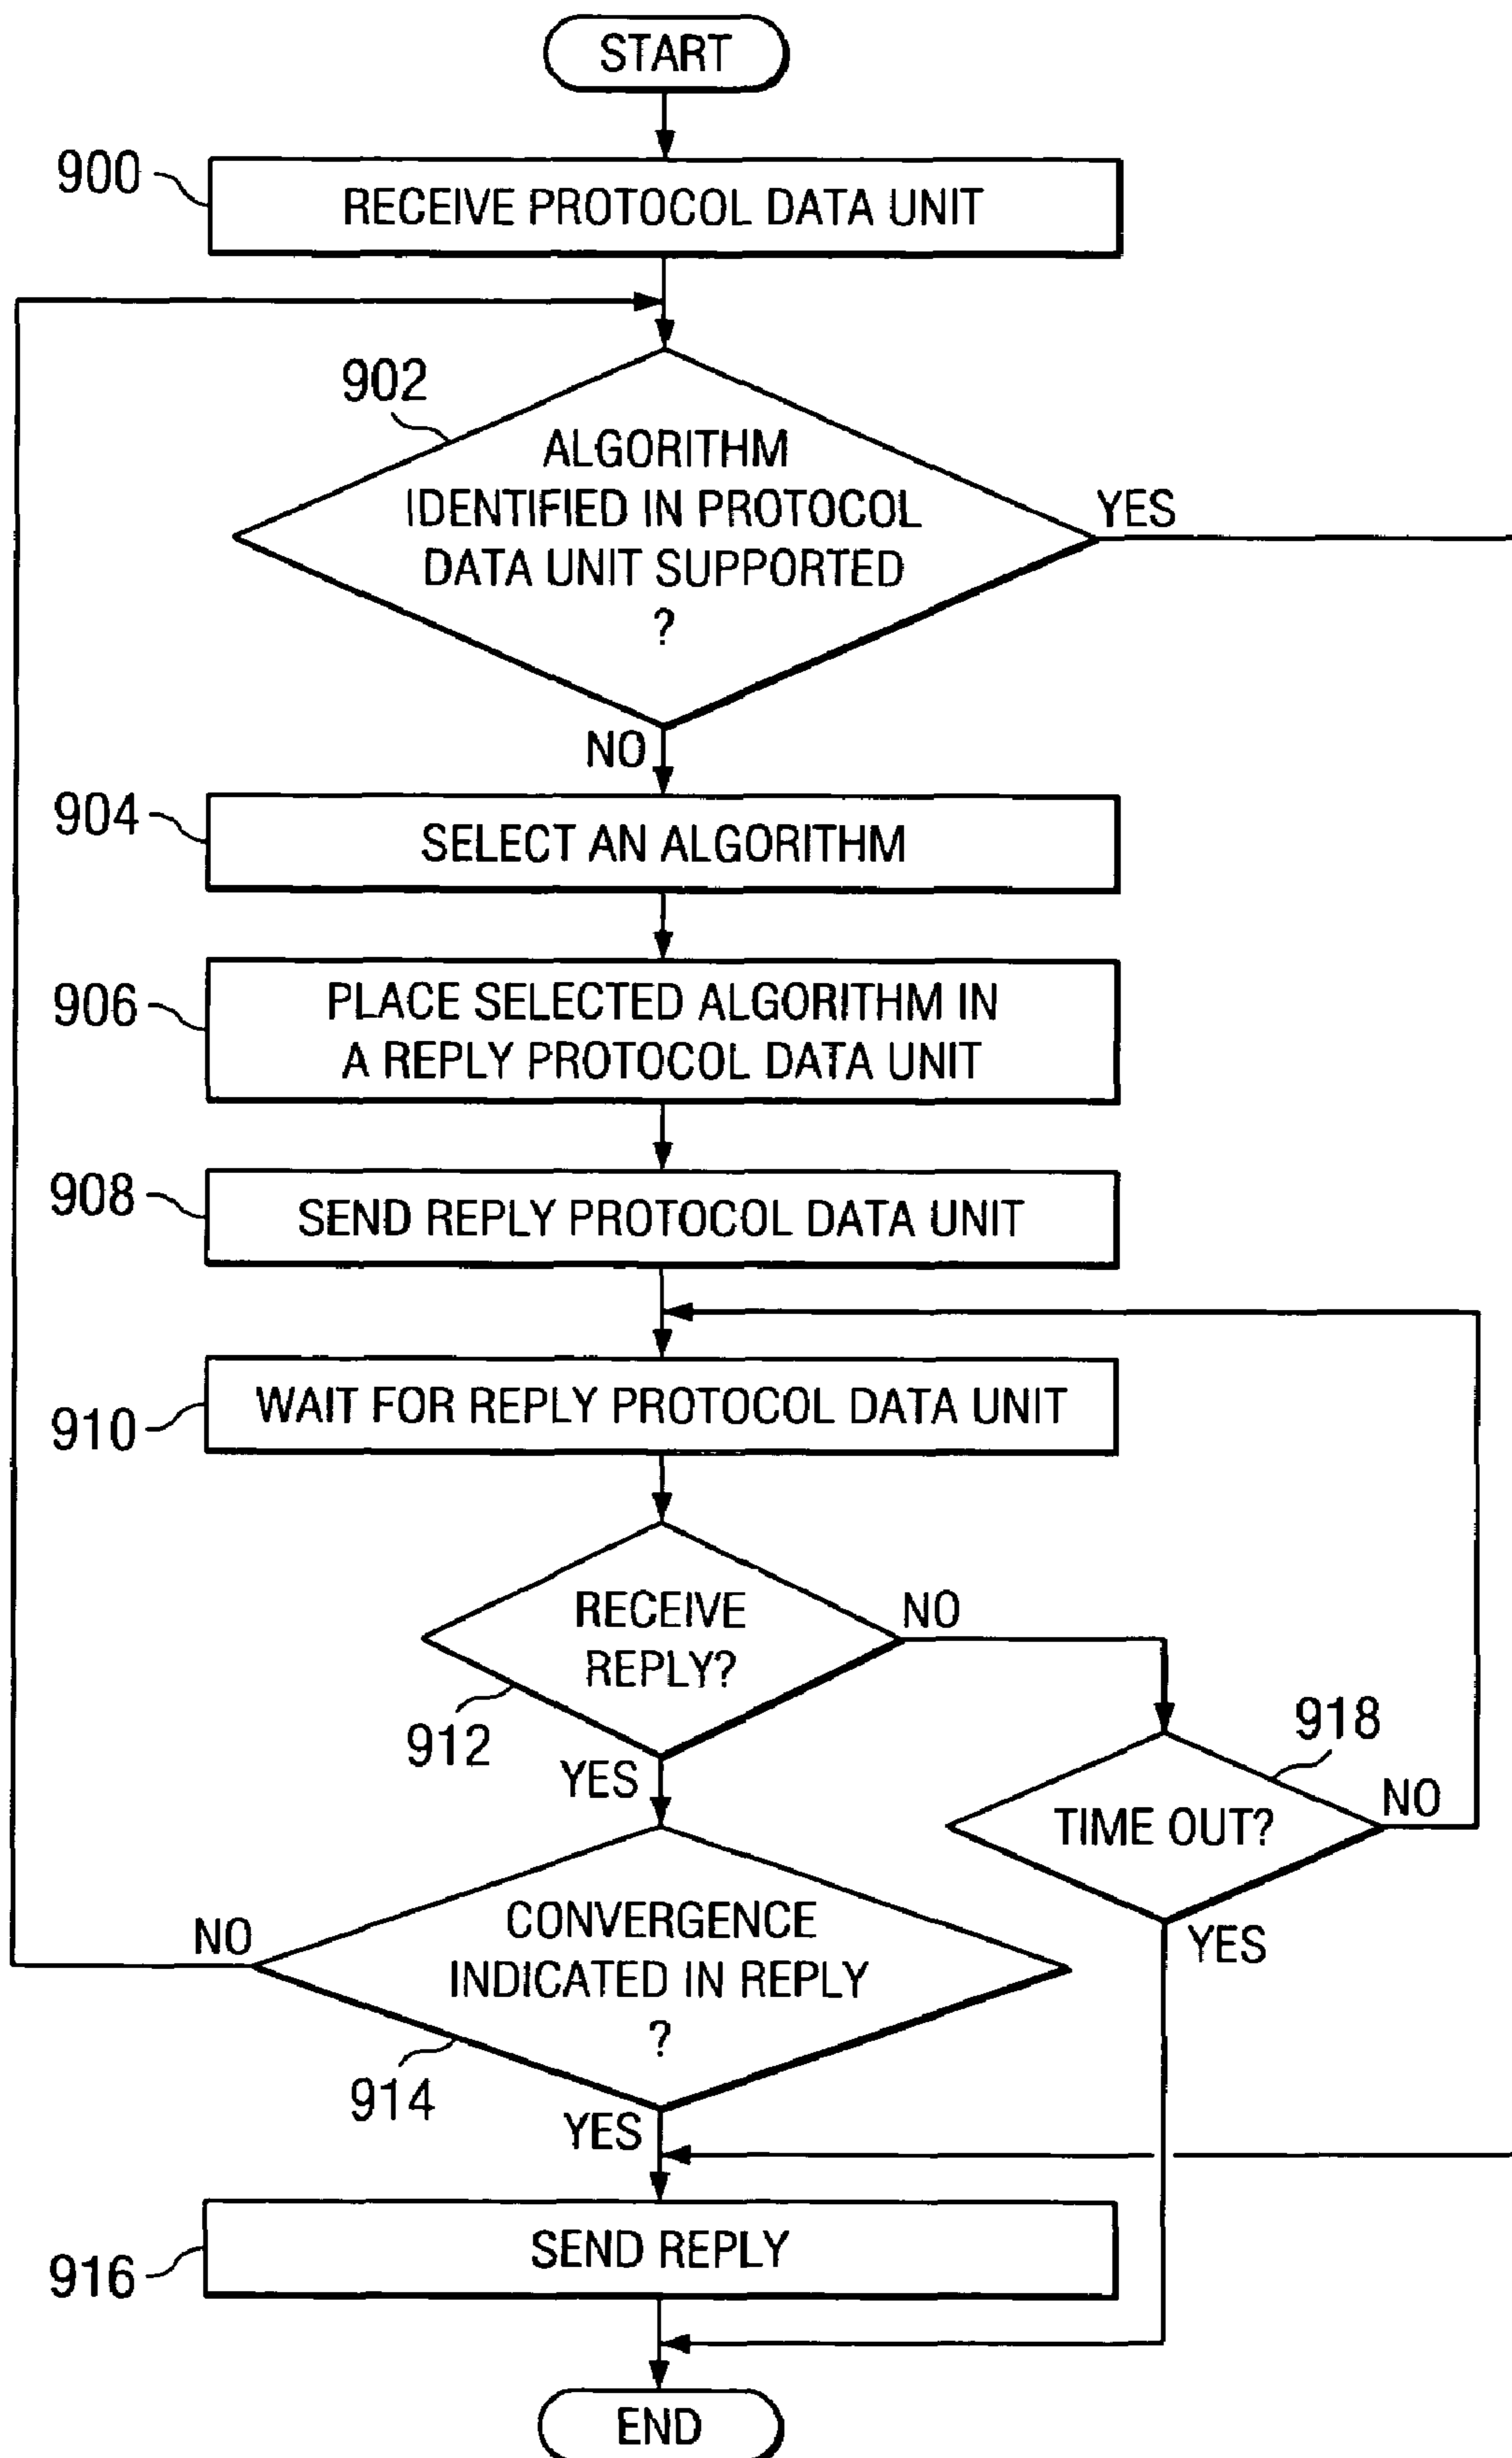 START
900
RECEIVE PROTOCOL DATA UNIT
902
ALGORITHM
IDENTIFIED IN PROTOCOL
DATA UNIT SUPPORTED
?
YES
NO
904
SELECT AN ALGORITHM
906
PLACE SELECTED ALGORITHM IN
A REPLY PROTOCOL DATA UNIT
908
SEND REPLY PROTOCOL DATA UNIT
910
WAIT FOR REPLY PROTOCOL DATA UNIT
RECEIVE
REPLY?
NO
912
YES
918
TIME OUT?
NO
YES
NO
CONVERGENCE
INDICATED IN REPLY
?
914
YES
916
SEND REPLY
END